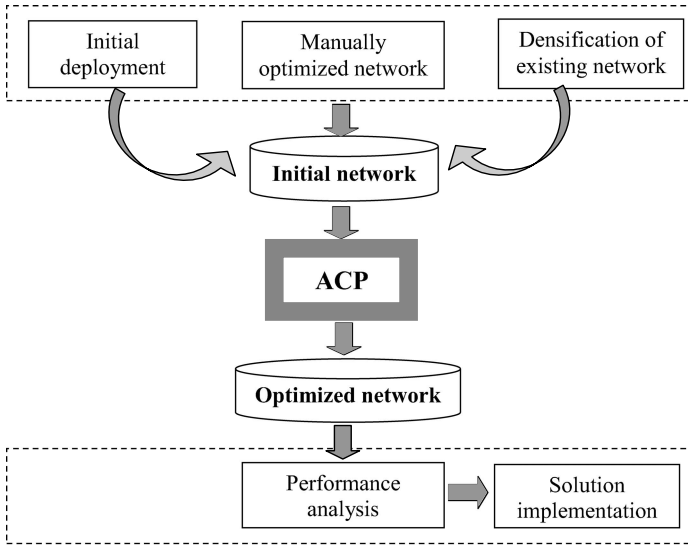 Initial
deployment
Manually
optimized network
Densification of
existing network
Initial network
ACP
Optimized network
Performance
analysis
Solution
implementation